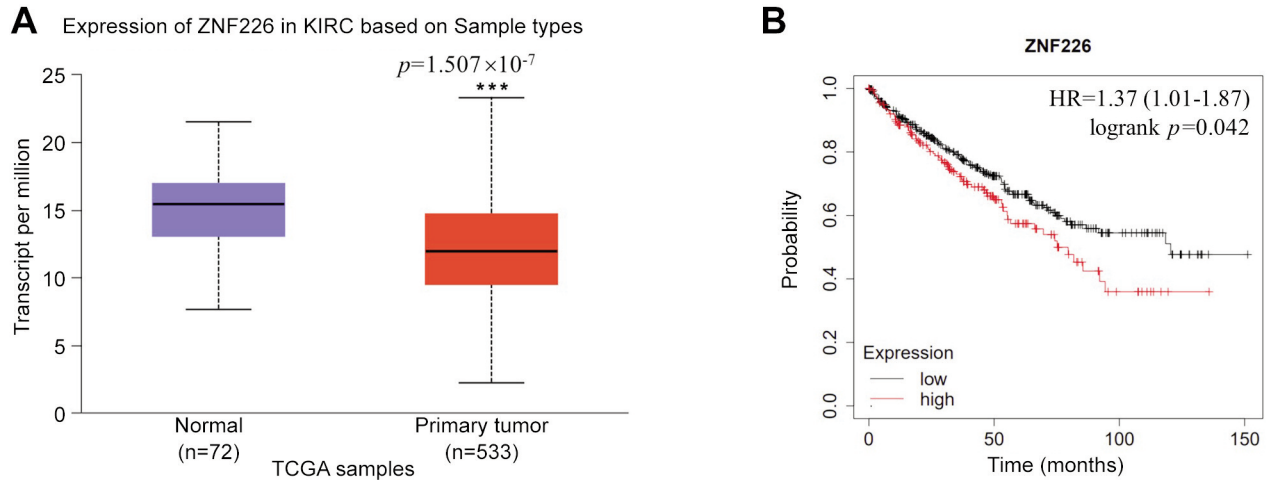 A
Expression of ZNF226 in KIRC based on Sample types
p=1.507×10-7
***
Transcript per million
25
20
15
10
5
0
Normal
(n=72)
Primary tumor
(n=533)
TCGA samples
B
ZNF226
HR=1.37 (1.01-1.87)
logrank p=0.042
Probability
1.0
0.8
0.6
0.4
0.2
0.0
Expression
low
high
0 50 100 150
Time (months)